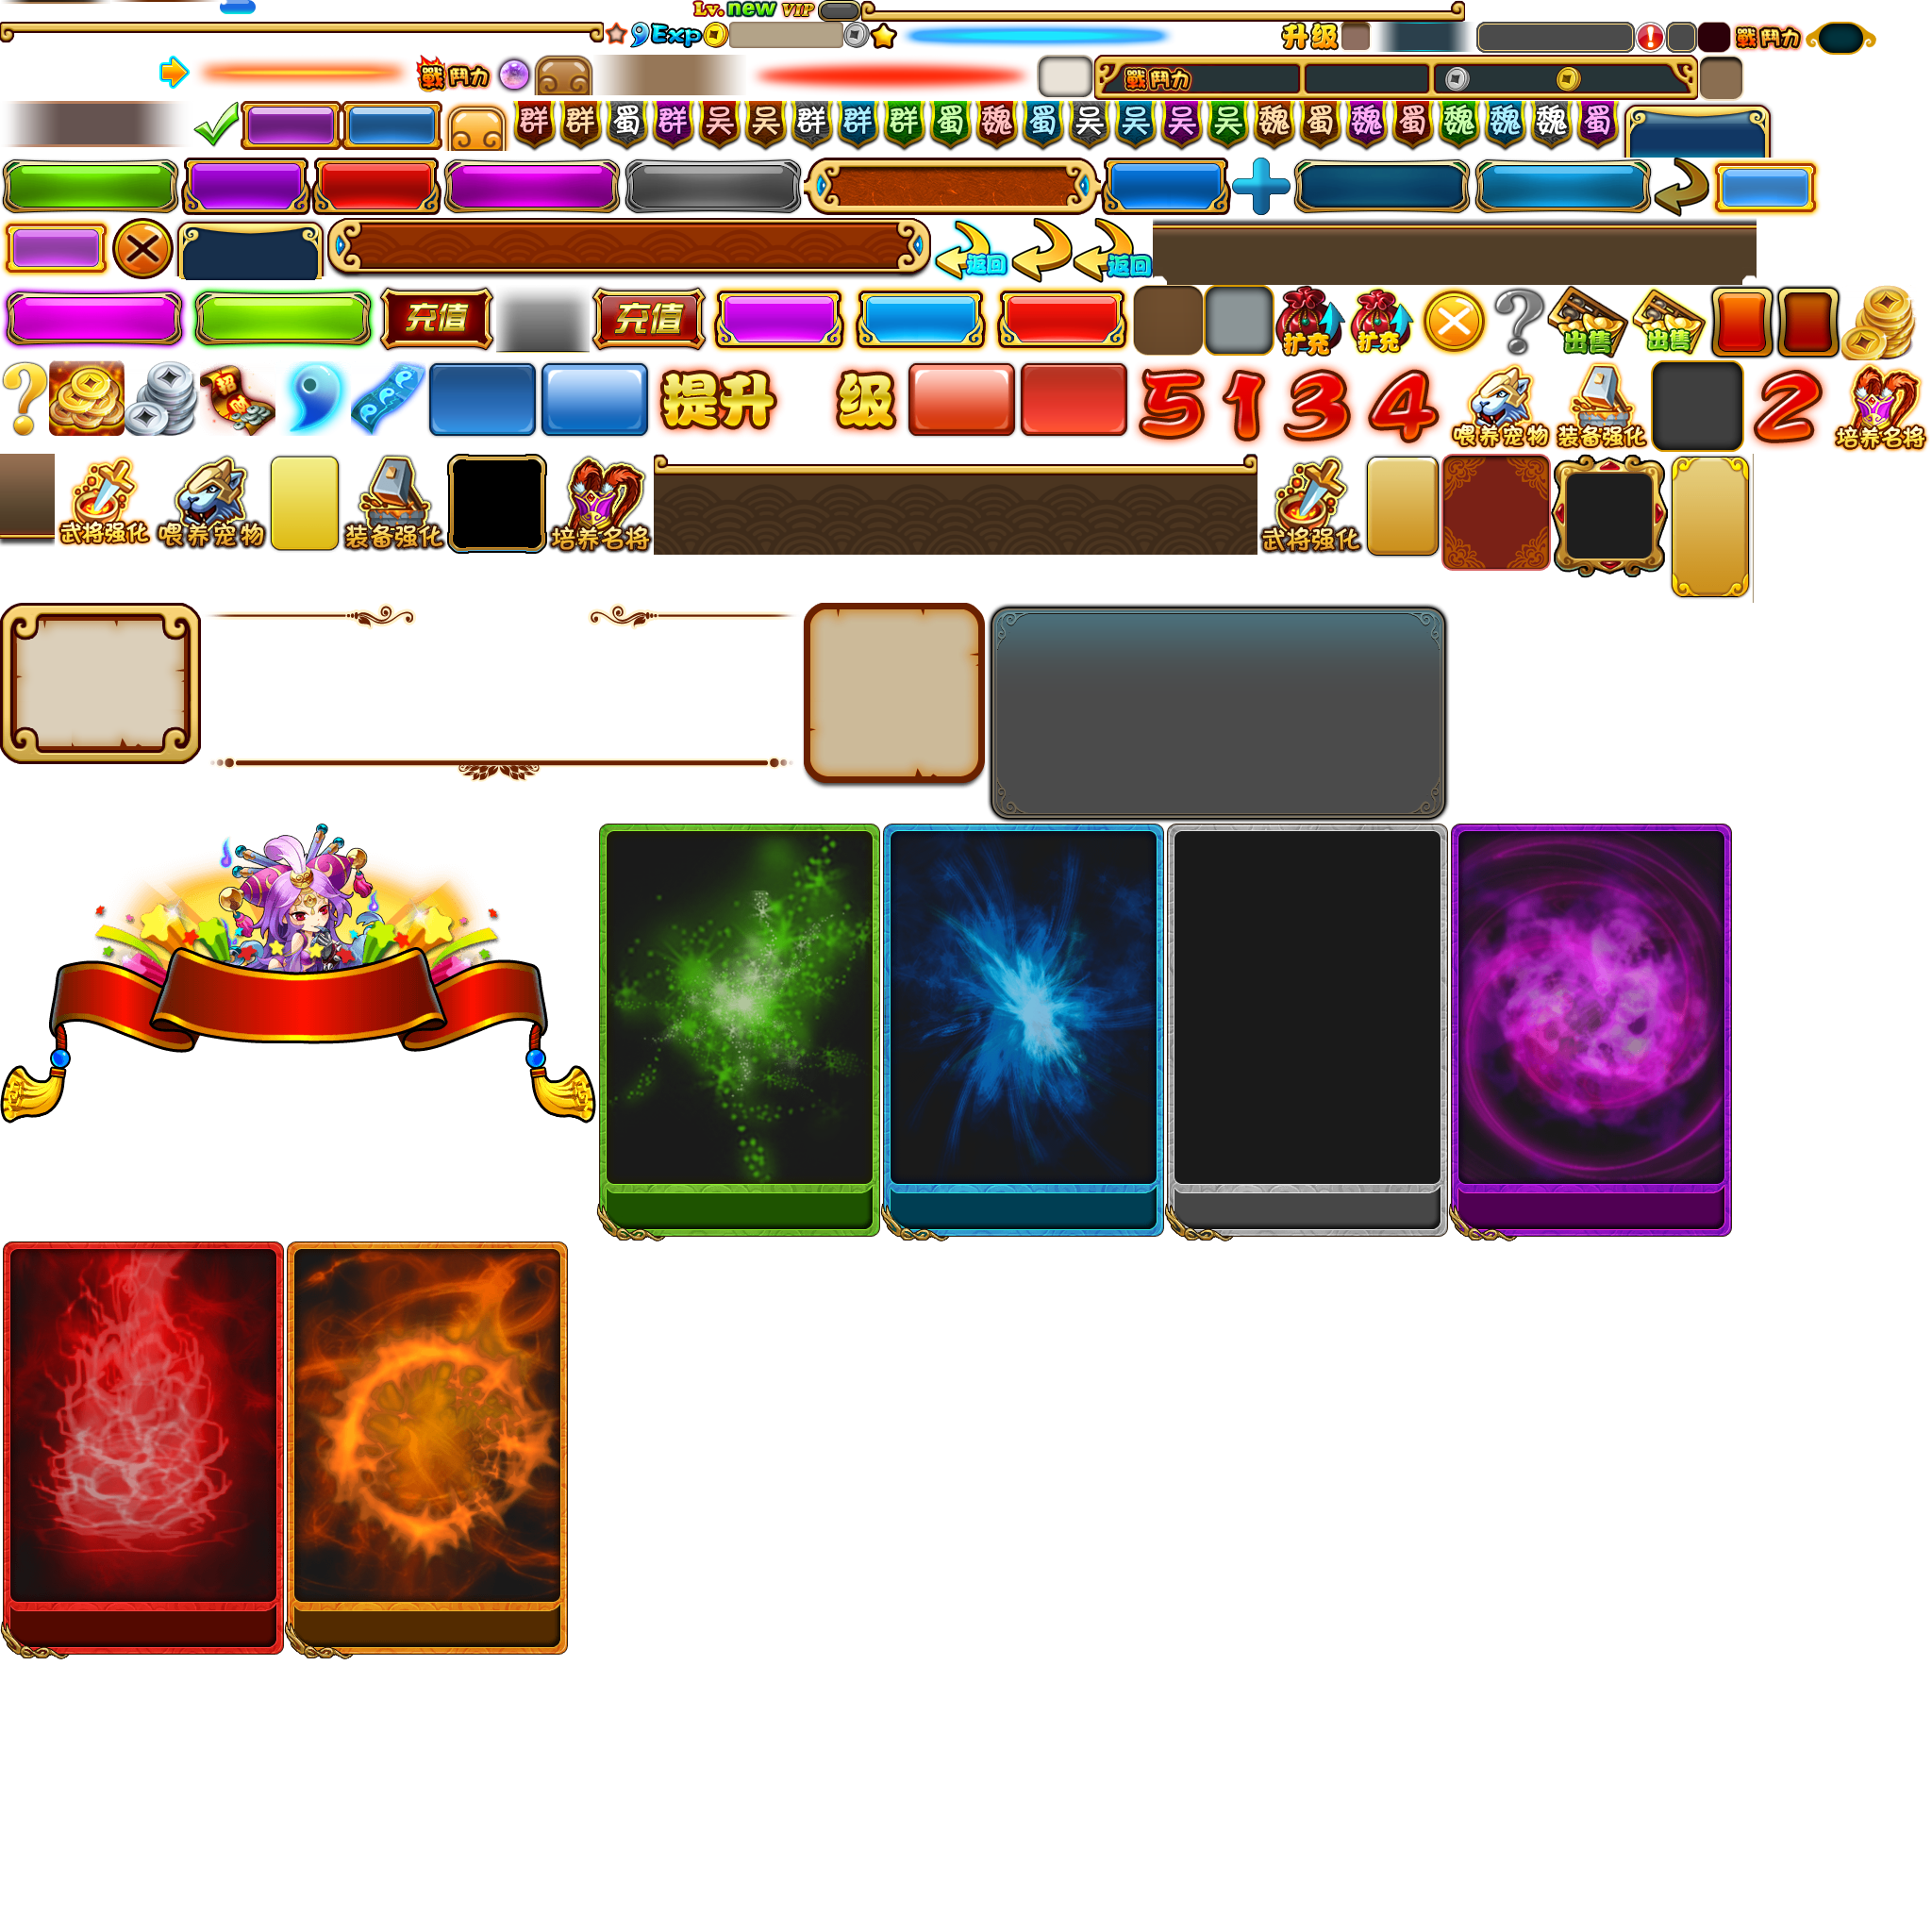 Lv. new VIP
Exp 升级 戰鬥力
戰鬥力 戰鬥力
群 群 蜀 群 吴 吴 群 群 群 蜀 魏 蜀 吴 吴 吴 吴 魏 蜀 魏 蜀 魏 魏 魏 蜀
返回 返回
充值 充值 扩充 扩充 出售 出售
招财 提升 级 5 1 3 4 喂养宠物 装备强化 2 培养名将
武将强化 喂养宠物 装备强化 培养名将 武将强化